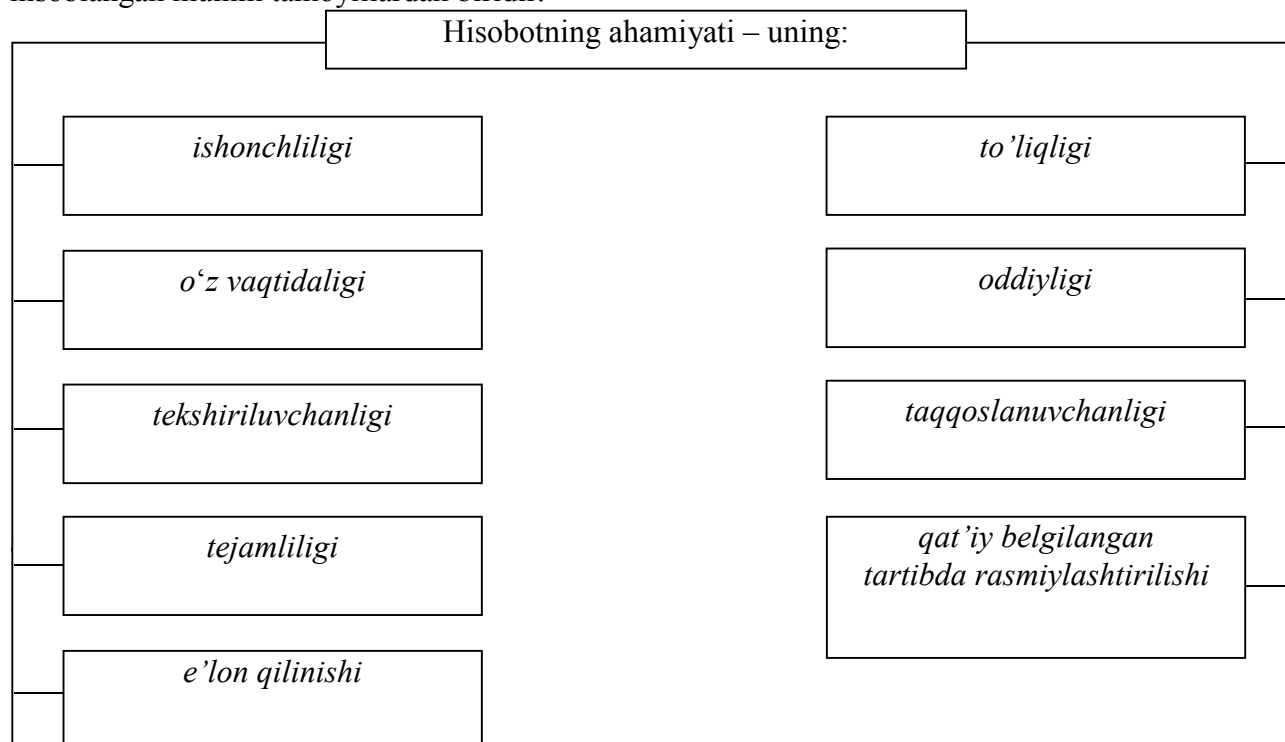 Hisobotning ahamiyati – uning:
ishonchliligi
to’liqligi
o‘z vaqtidaligi
oddiyligi
tekshiriluvchanligi
taqqoslanuvchanligi
tejamliligi
qat’iy belgilangan
tartibda rasmiylashtirilishi
e’lon qilinishi